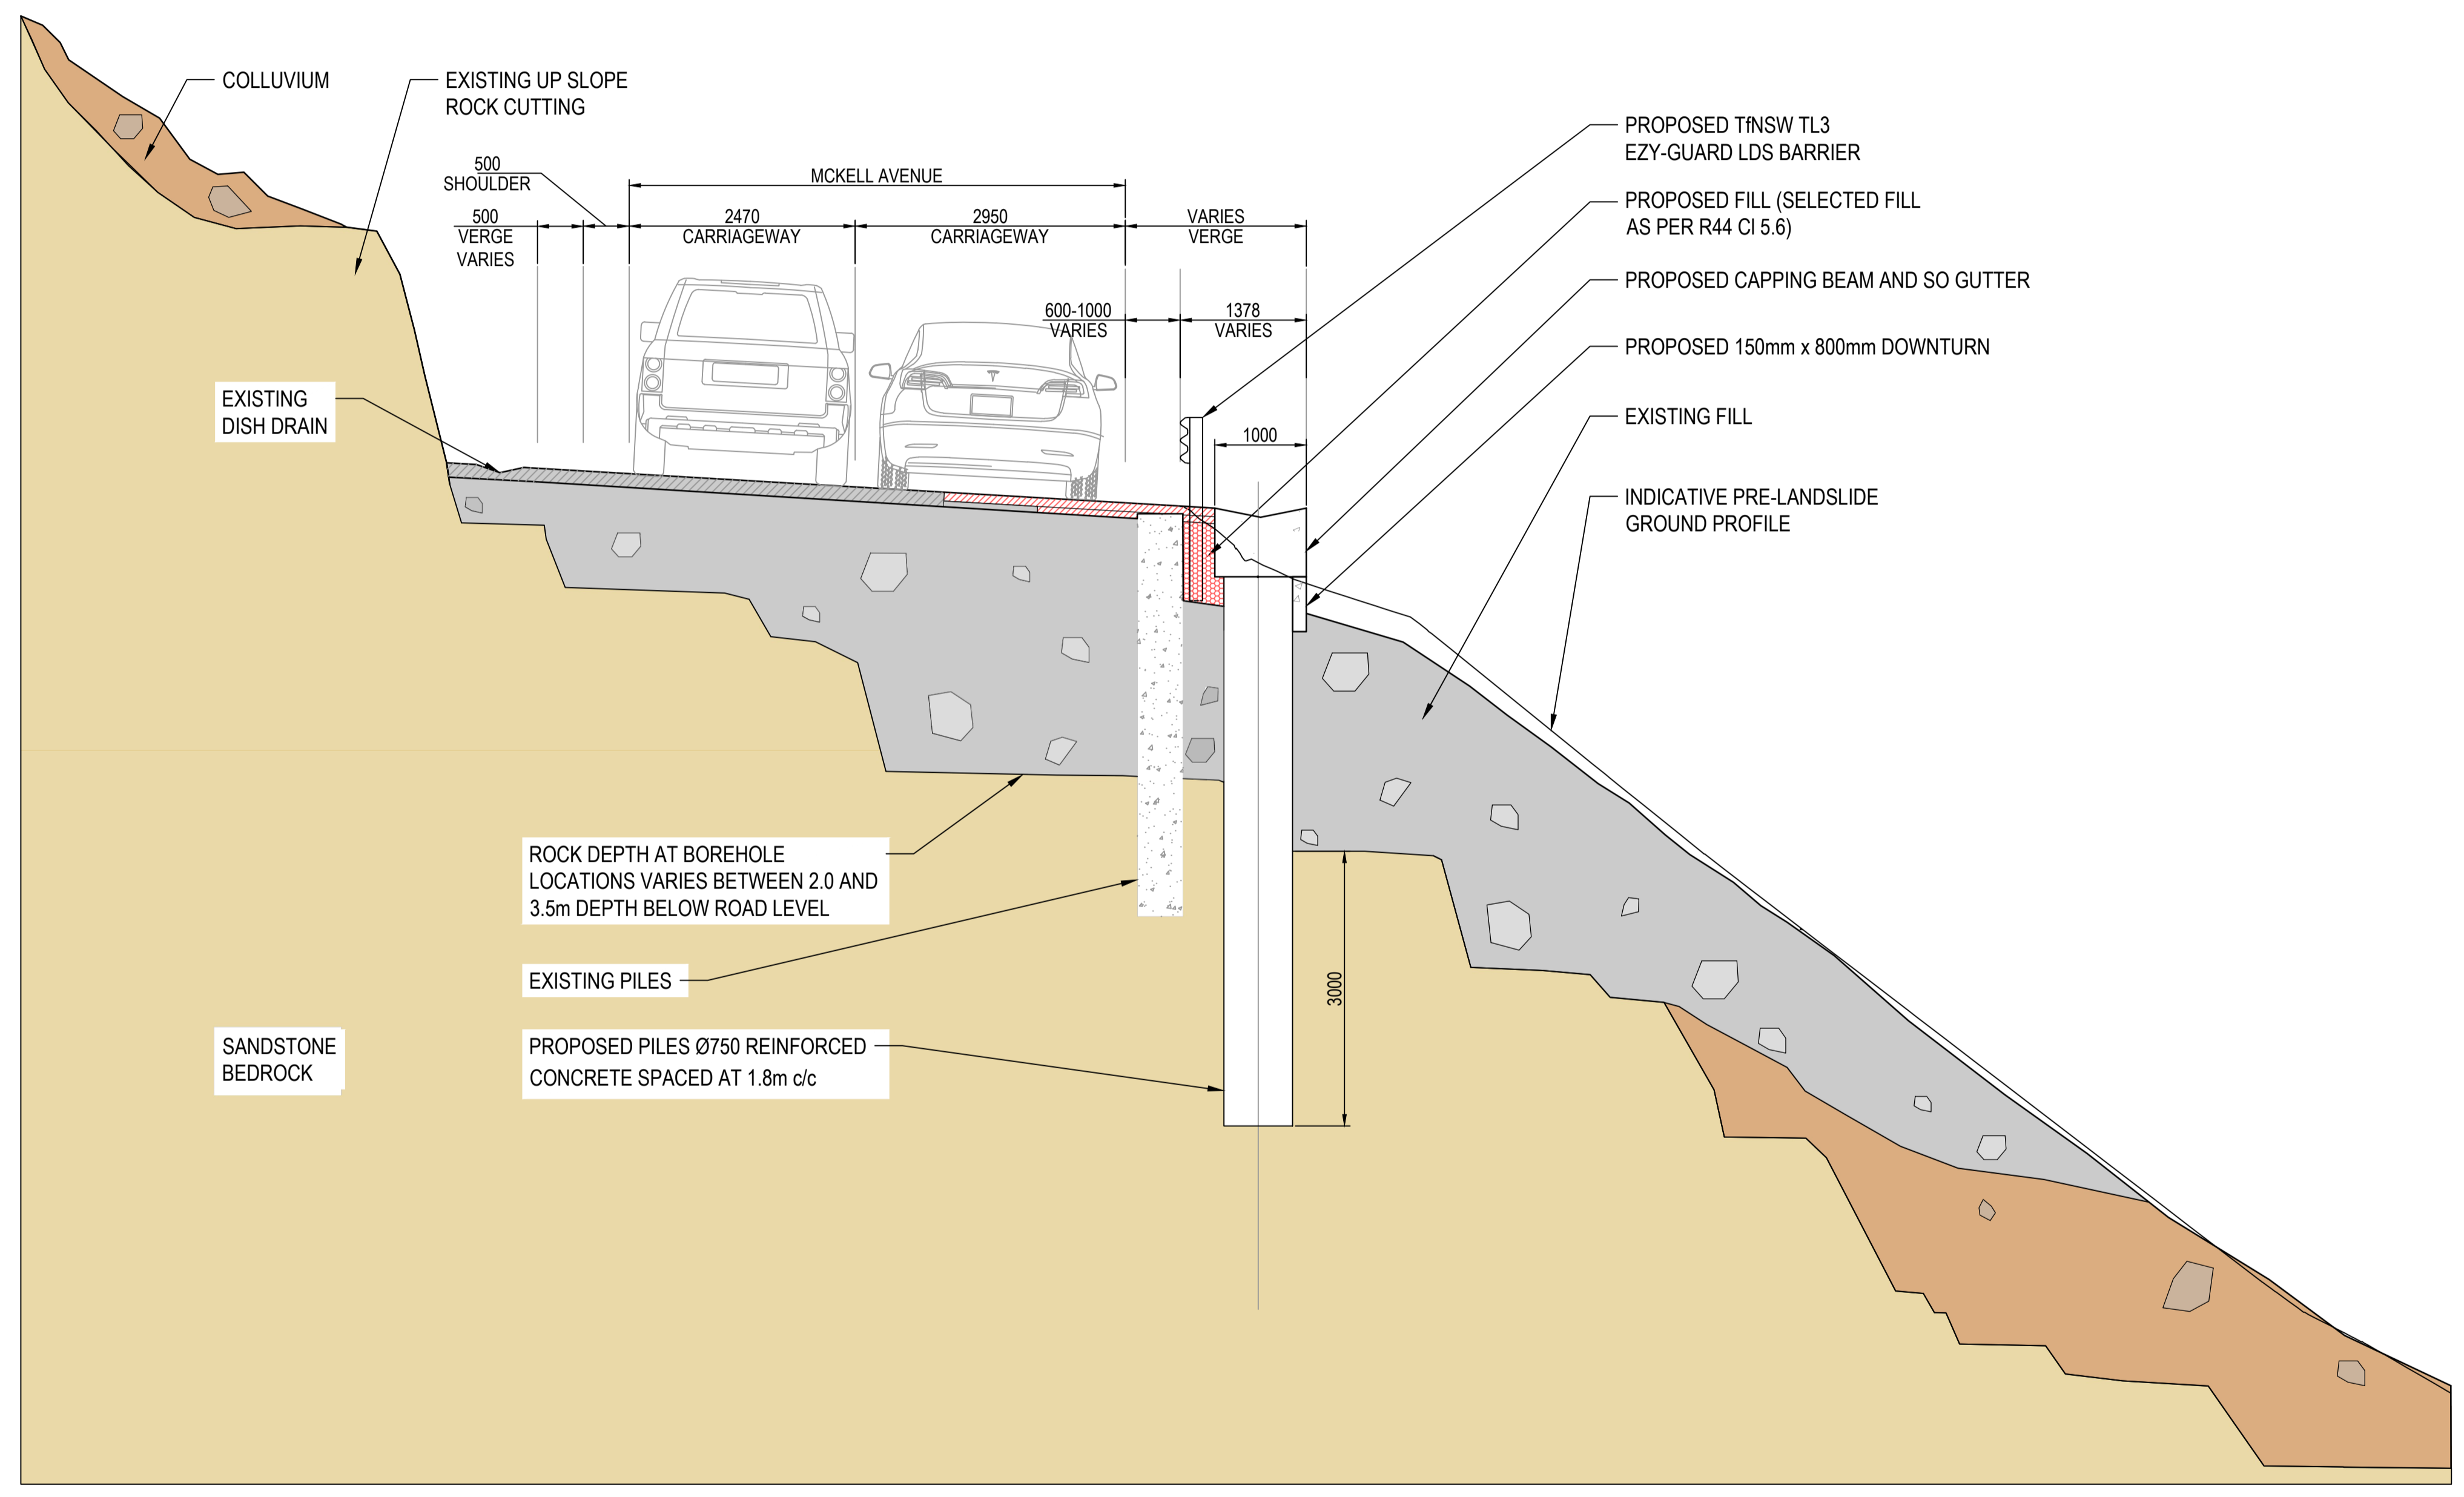 COLLUVIUM
EXISTING UP SLOPE
ROCK CUTTING
500
SHOULDER
MCKELL AVENUE
500
VERGE
VARIES
2470
CARRIAGEWAY
2950
CARRIAGEWAY
VARIES
VERGE
600-1000
VARIES
1378
VARIES
1000
PROPOSED TfNSW TL3
EZY-GUARD LDS BARRIER
PROPOSED FILL (SELECTED FILL
AS PER R44 Cl 5.6)
PROPOSED CAPPING BEAM AND SO GUTTER
PROPOSED 150mm x 800mm DOWNTURN
EXISTING FILL
INDICATIVE PRE-LANDSLIDE
GROUND PROFILE
EXISTING
DISH DRAIN
ROCK DEPTH AT BOREHOLE
LOCATIONS VARIES BETWEEN 2.0 AND
3.5m DEPTH BELOW ROAD LEVEL
EXISTING PILES
3000
SANDSTONE
BEDROCK
PROPOSED PILES Ø750 REINFORCED
CONCRETE SPACED AT 1.8m c/c